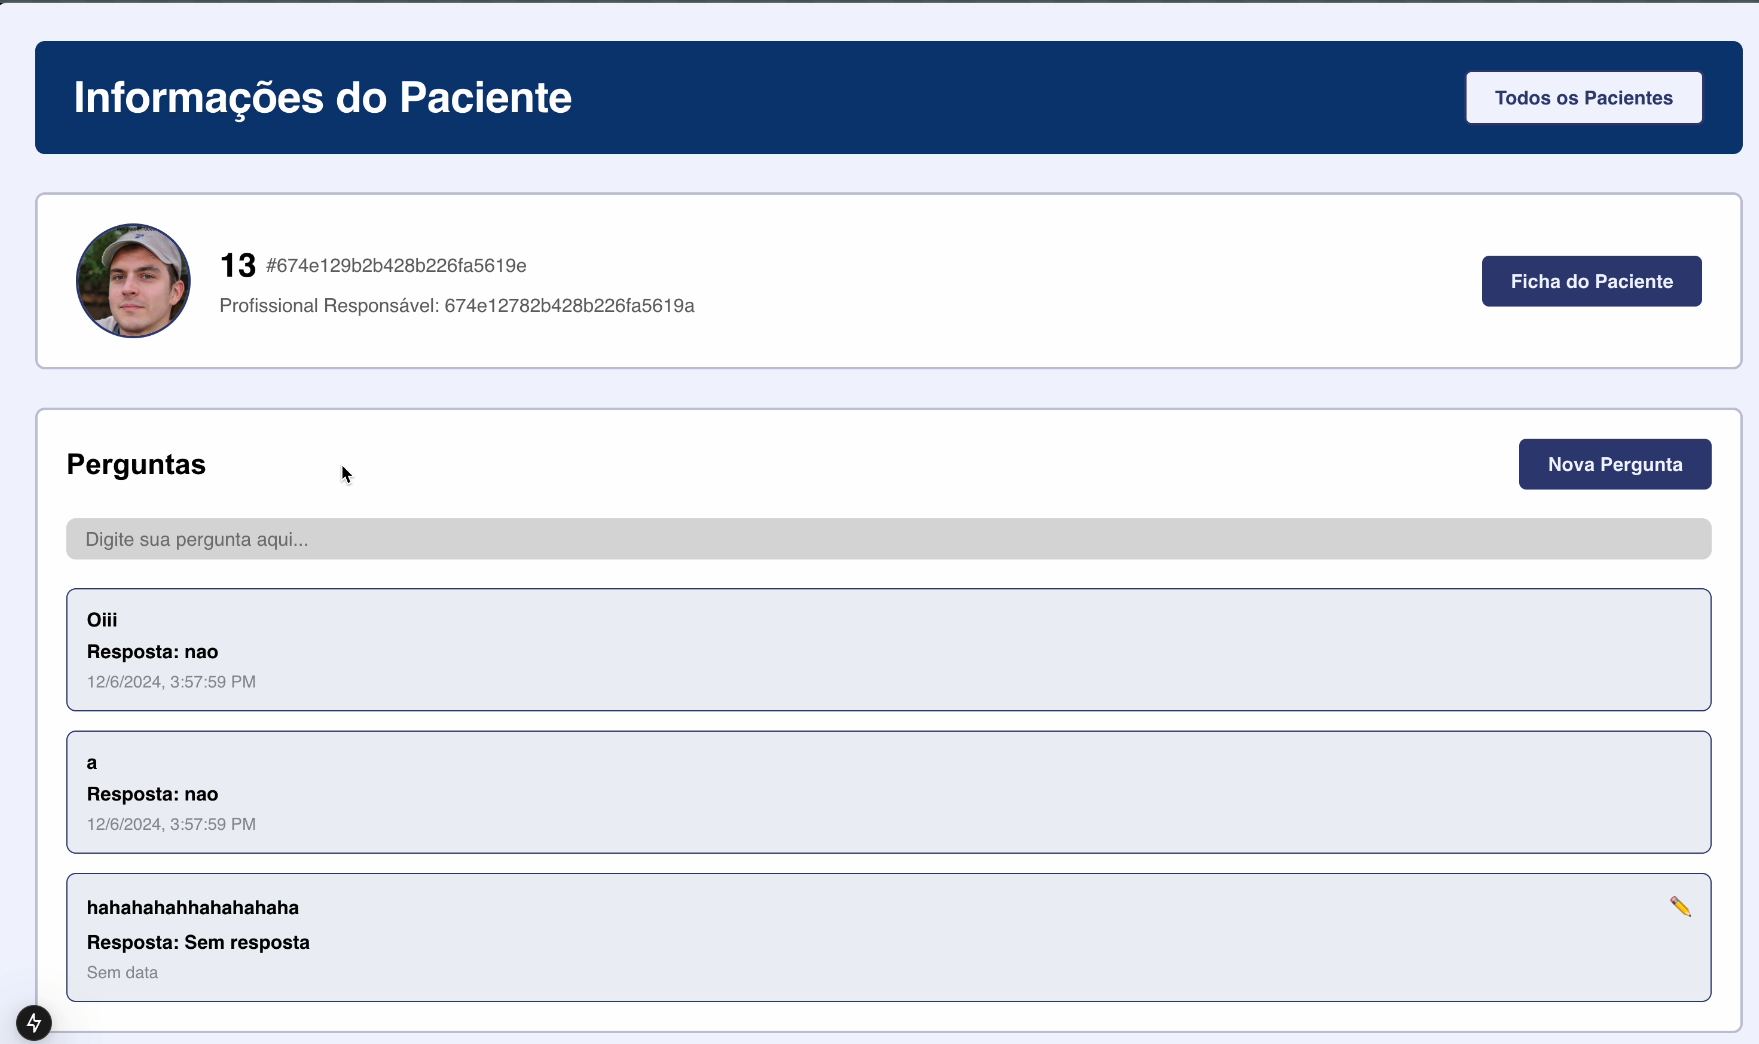 Informações do Paciente
Todos os Pacientes
13 #674e129b2b428b226fa5619e
Profissional Responsável: 674e12782b428b226fa5619a
Ficha do Paciente
Perguntas
Nova Pergunta
Digite sua pergunta aqui...
Oiii
Resposta: nao
12/6/2024, 3:57:59 PM
a
Resposta: nao
12/6/2024, 3:57:59 PM
hahahahahhahahahaha
Resposta: Sem resposta
Sem data